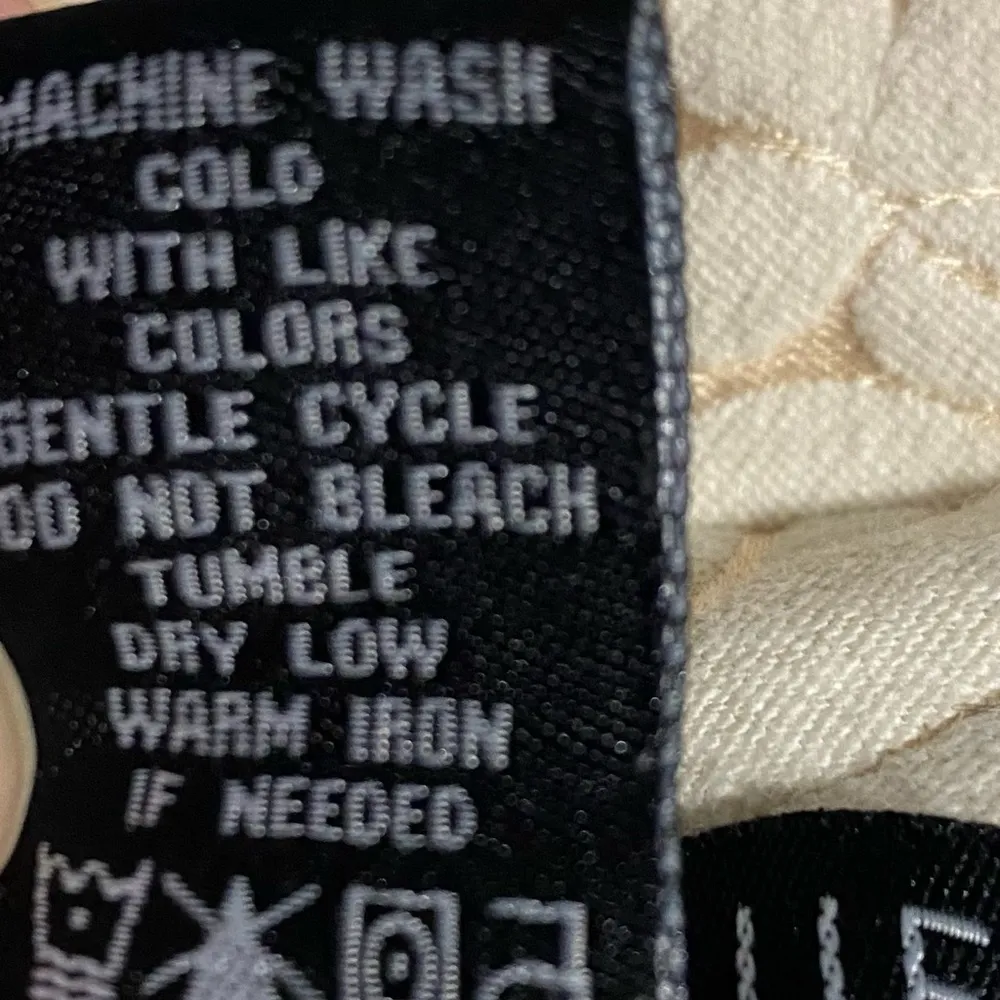 MACHINE WASH
COLD
WITH LIKE
COLORS
GENTLE CYCLE
DO NOT BLEACH
TUMBLE
DRY LOW
WARM IRON
IF NEEDED